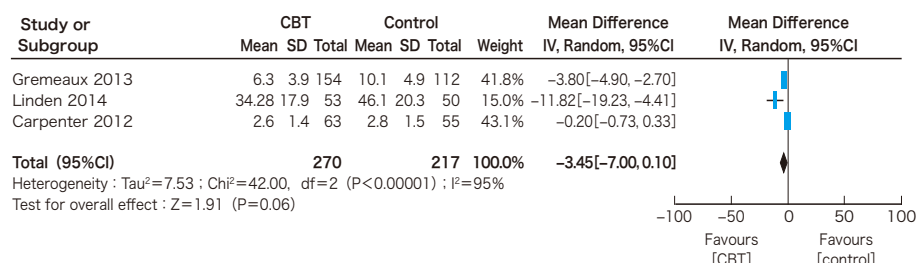 Study or CBT Control Mean Difference Mean Difference
Subgroup Mean SD Total Mean SD Total Weight IV, Random, 95%CI IV, Random, 95%CI
Gremeaux 2013 6.3 3.9 154 10.1 4.9 112 41.8% −3.80[−4.90, −2.70]
Linden 2014 34.28 17.9 53 46.1 20.3 50 15.0% −11.82[−19.23, −4.41]
Carpenter 2012 2.6 1.4 63 2.8 1.5 55 43.1% −0.20[−0.73, 0.33]
Total (95%CI) 270 217 100.0% −3.45[−7.00, 0.10]
Heterogeneity : Tau²=7.53 ; Chi²=42.00, df=2 (P<0.00001) ; I²=95%
Test for overall effect : Z=1.91 (P=0.06)
−100 −50 0 50 100
Favours Favours
[CBT] [control]